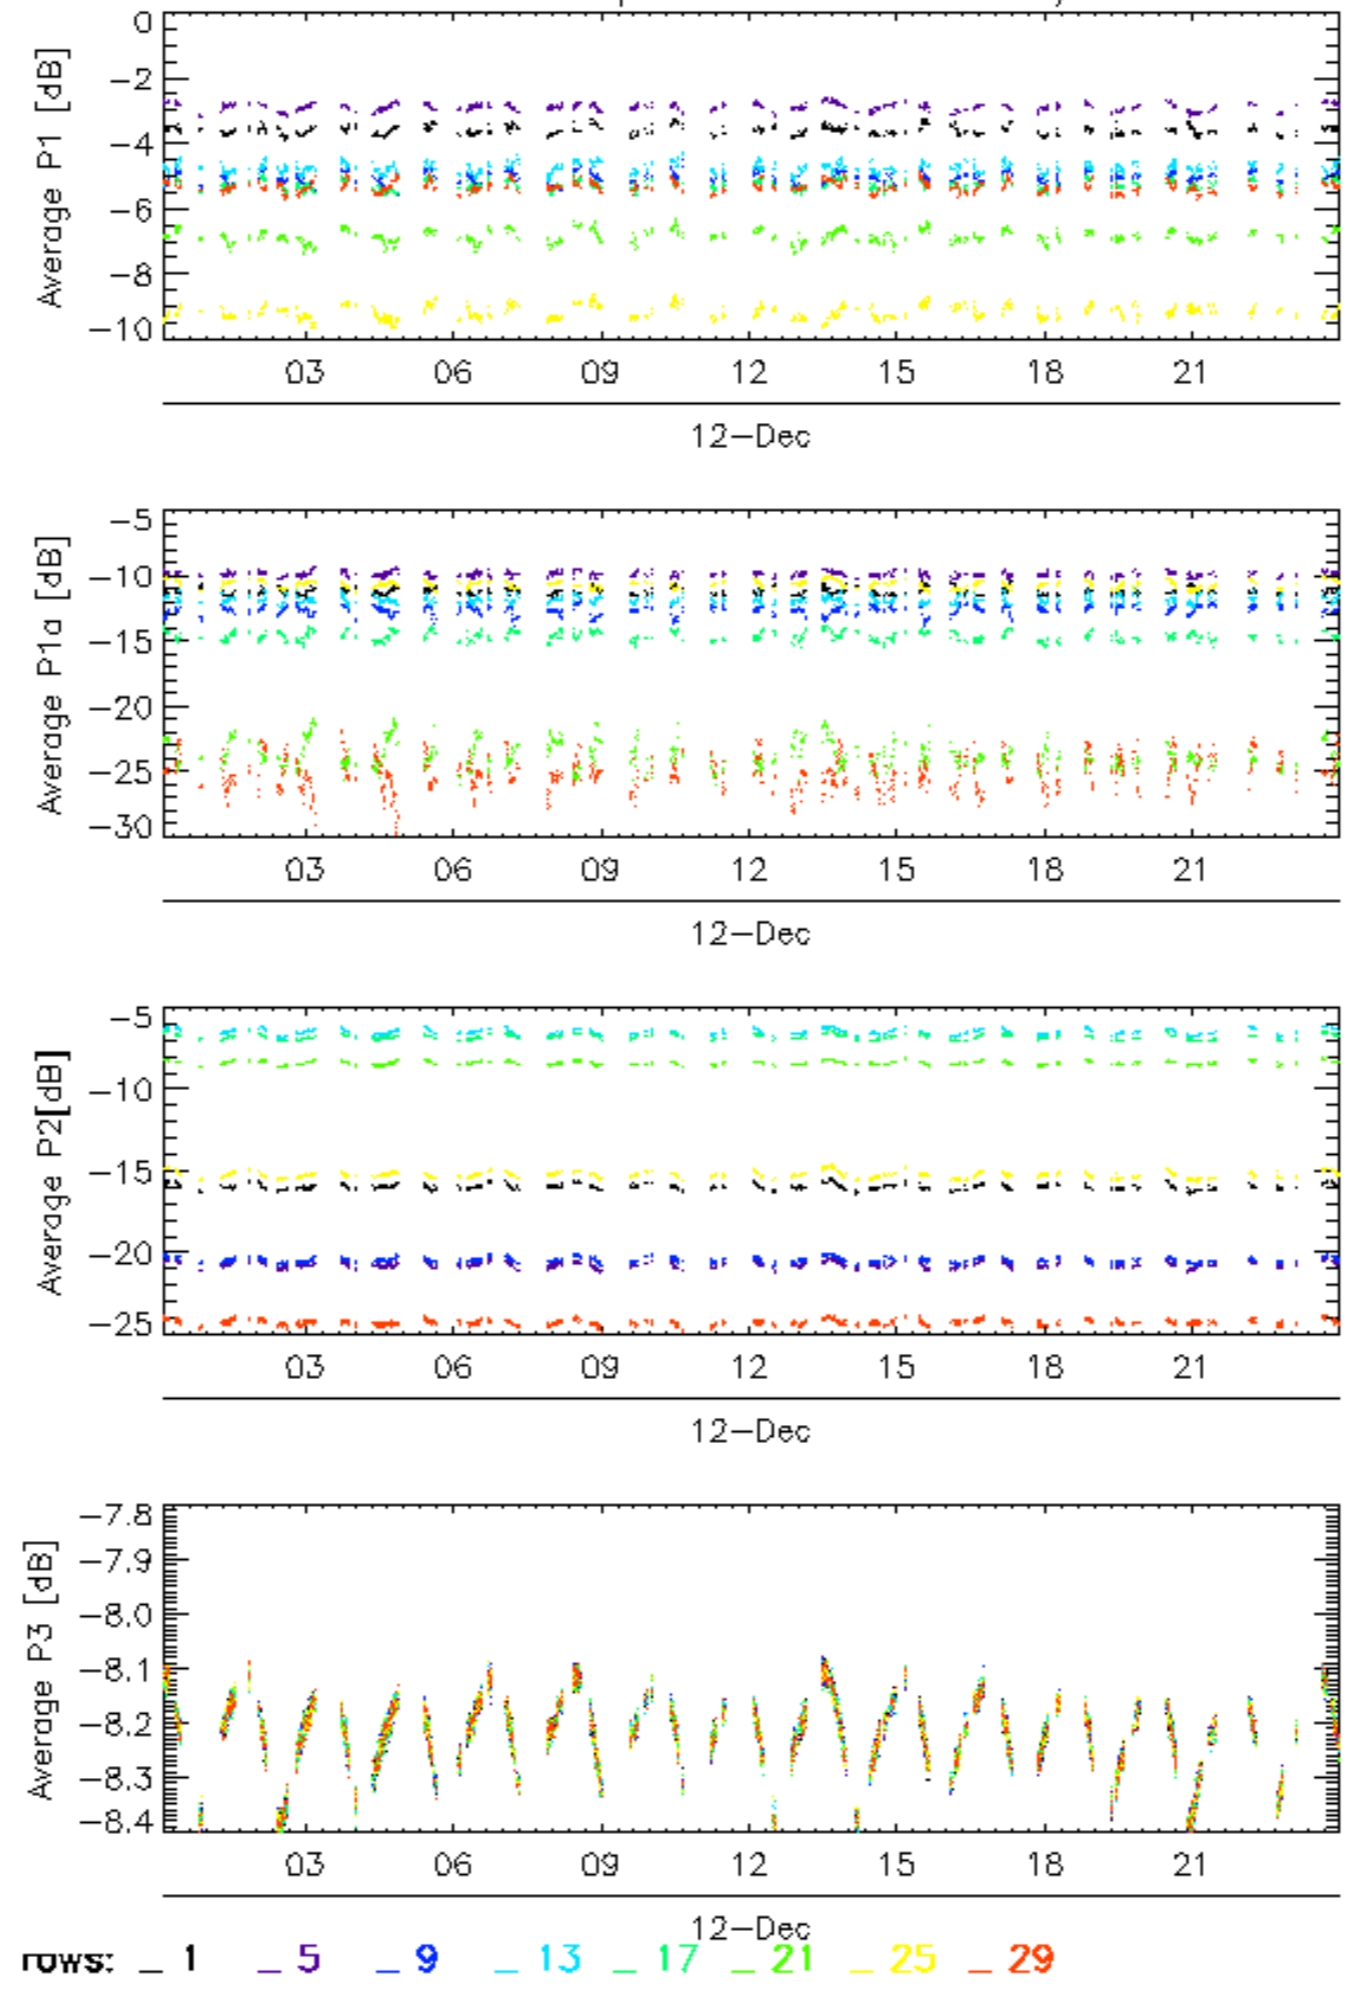 Average P1 [dB]
0
−2
−4
−6
−8
−10
03 06 09 12 15 18 21
12−Dec
Average P1a [dB]
−5
−10
−15
−20
−25
−30
03 06 09 12 15 18 21
12−Dec
Average P2[dB]
−5
−10
−15
−20
−25
03 06 09 12 15 18 21
12−Dec
Average P3 [dB]
−7.8
−7.9
−8.0
−8.1
−8.2
−8.3
−8.4
03 06 09 12 15 18 21
12−Dec
rows: _ 1 _ 5 _ 9 _ 13 _ 17 _ 21 _ 25 _ 29